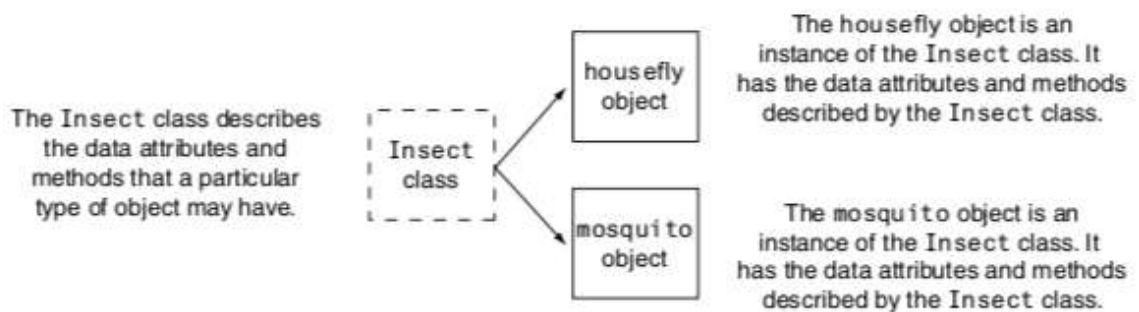 The Insect class describes
the data attributes and
methods that a particular
type of object may have.
Insect
class
housefly
object
The housefly object is an
instance of the Insect class. It
has the data attributes and methods
described by the Insect class.
mosquito
object
The mosquito object is an
instance of the Insect class. It
has the data attributes and methods
described by the Insect class.